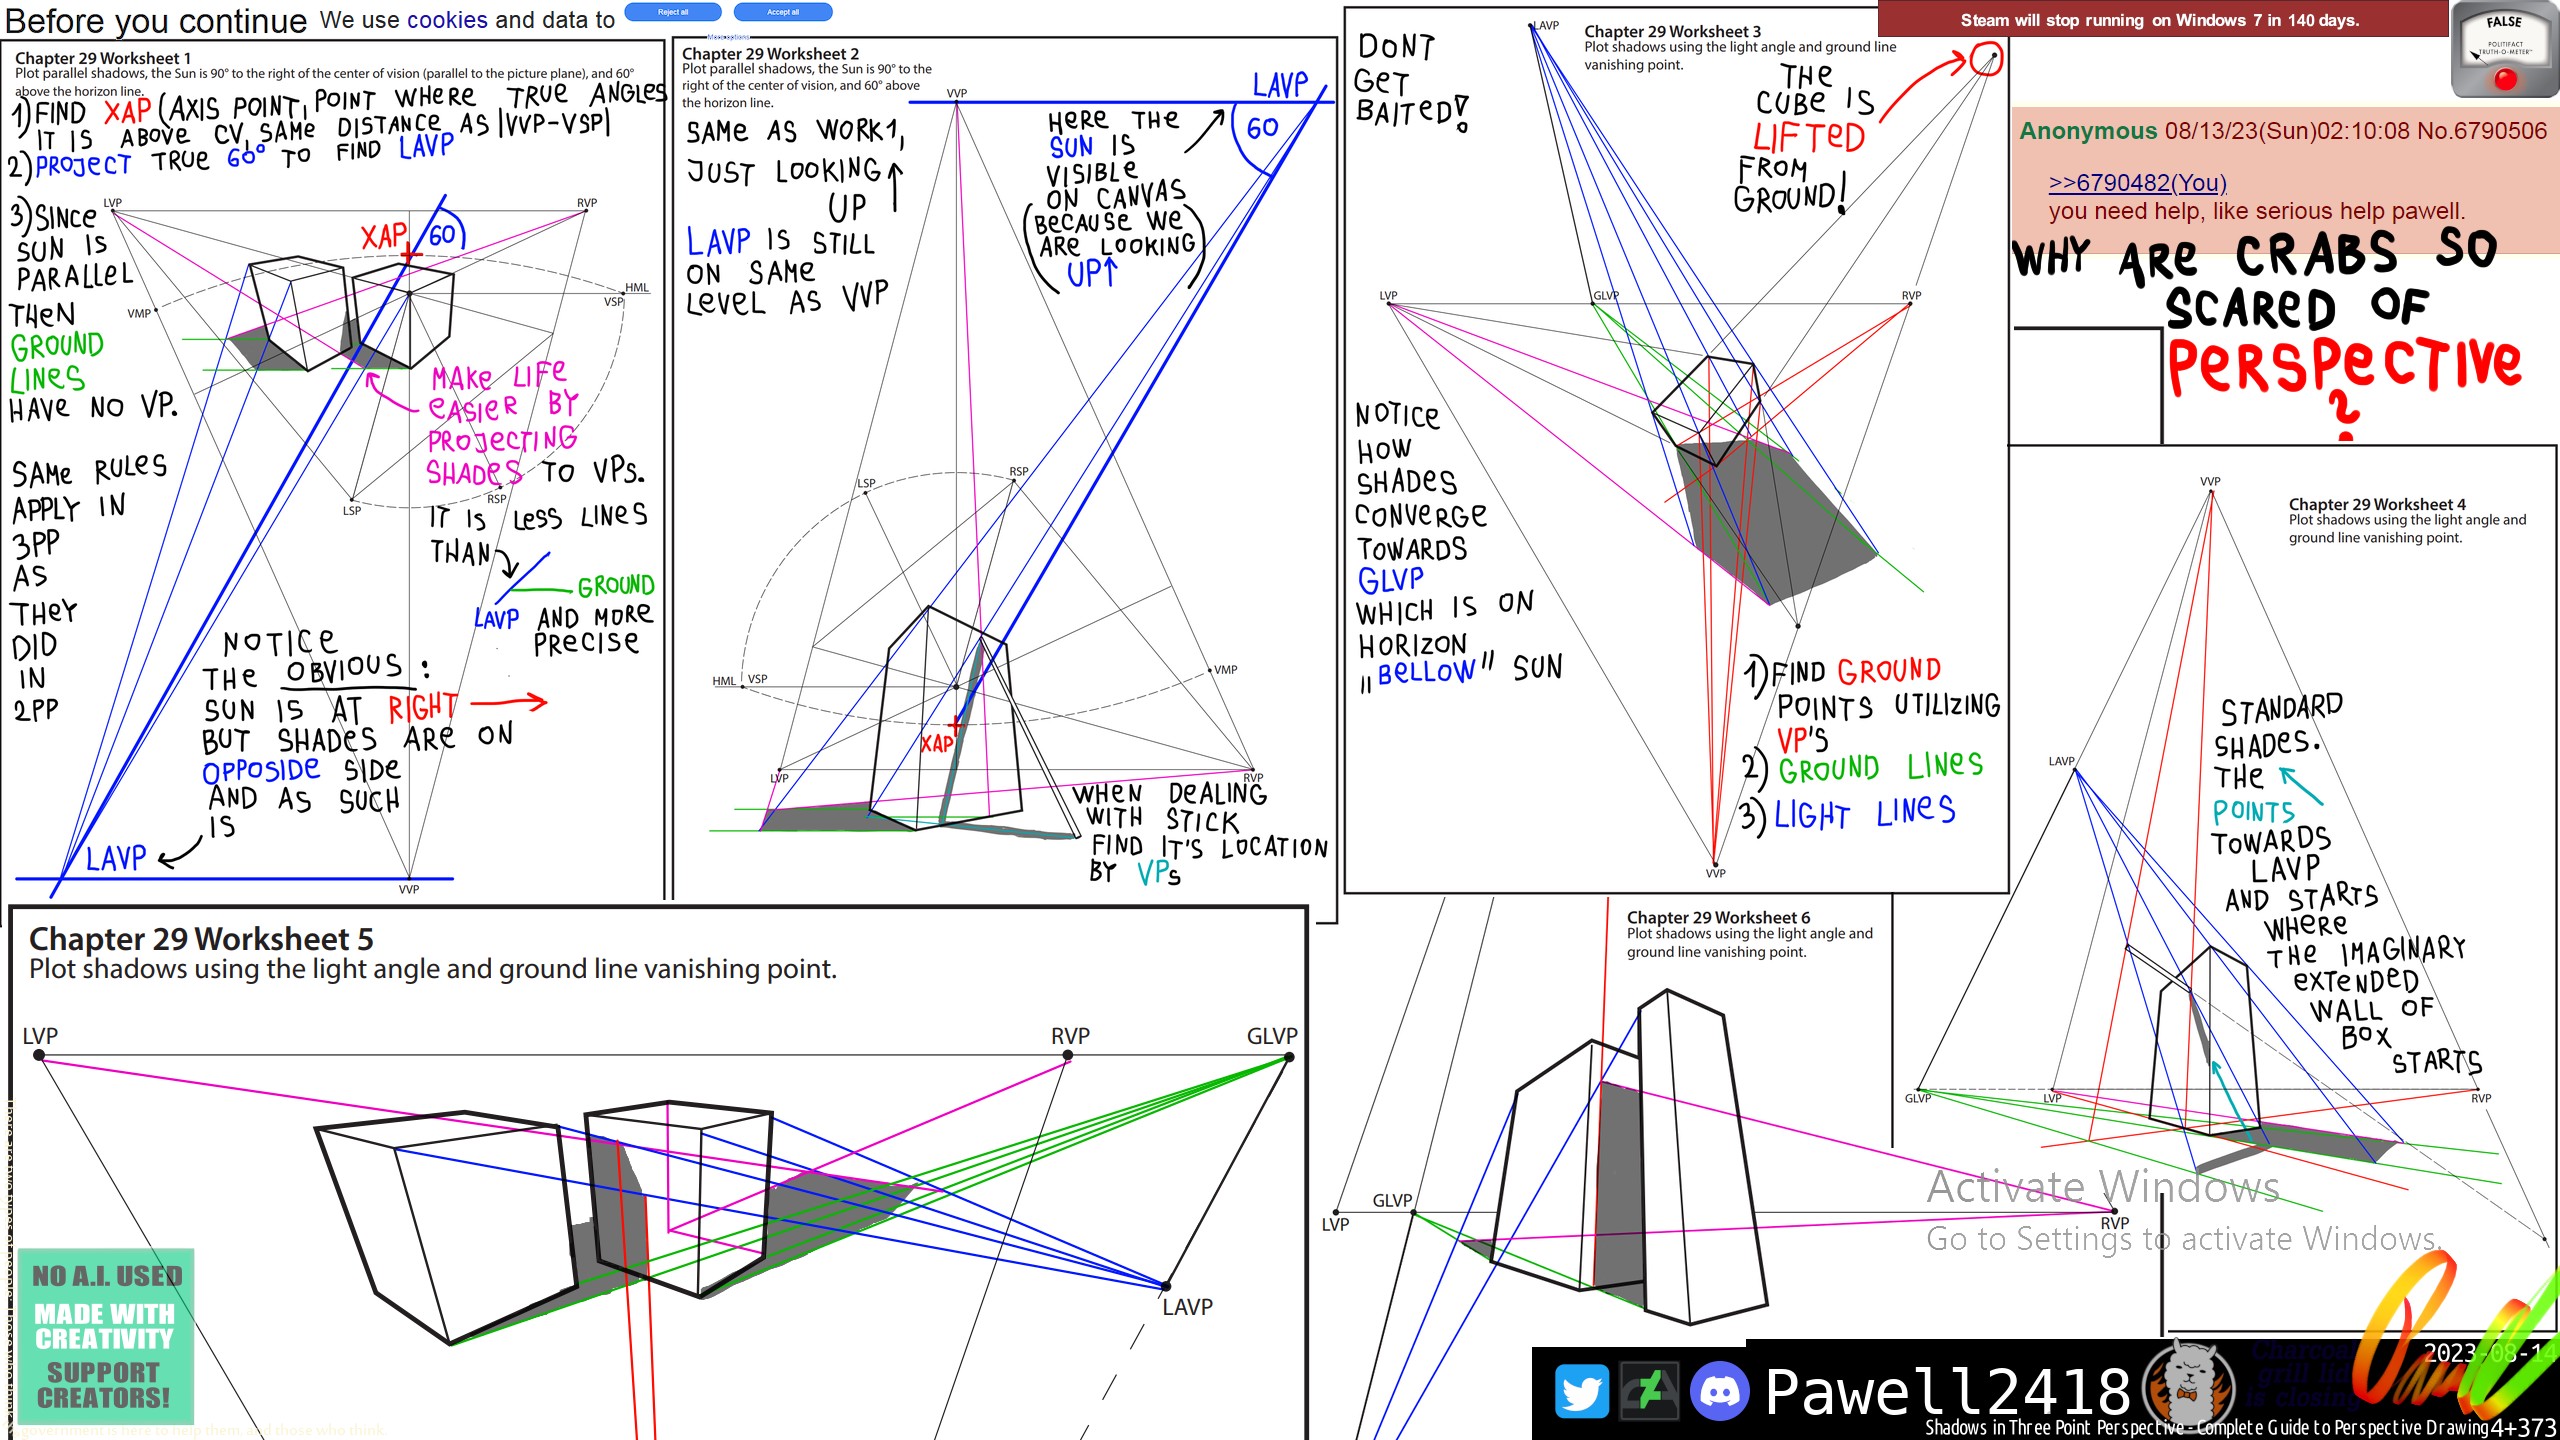 Before you continue We use cookies and data to
Reject all
Accept all
More options
Chapter 29 Worksheet 1
Plot parallel shadows, the Sun is 90° to the right of the center of vision (parallel to the picture plane), and 60°
above the horizon line.
1) FIND XAP (AXIS POINT, POINT WHERE TRUE ANGLES
IT IS ABOVE CV, SAME DISTANCE AS |VVP-VSP|
2) PROJECT TRUE 60° TO FIND LAVP
3) SINCE
SUN IS
PARALLEL
THEN
GROUND
LINES
HAVE NO VP.
SAME RULES
APPLY IN
3PP
AS
THEY
DID
IN
2PP
LVP
RVP
XAP
60
HML
VSP
VMP
MAKE LIFE
EASIER BY
PROJECTING
SHADES TO VPs.
RSP
LSP
IT IS LESS LINES
THAN
GROUND
LAVP AND MORE
PRECISE
NOTICE
THE OBVIOUS:
SUN IS AT RIGHT
BUT SHADES ARE ON
OPPOSIDE SIDE
AND AS SUCH
IS
LAVP
VVP
Chapter 29 Worksheet 2
Plot parallel shadows, the Sun is 90° to the
right of the center of vision, and 60° above
the horizon line.
VVP
LAVP
60
SAME AS WORK1,
JUST LOOKING
UP
LAVP IS STILL
ON SAME
LEVEL AS VVP
HERE THE
SUN IS
VISIBLE
ON CANVAS
(BECAUSE WE
ARE LOOKING
UP↑)
LSP
RSP
HML
VSP
VMP
XAP
LVP
RVP
WHEN DEALING
WITH STICK
FIND IT'S LOCATION
BY VPs
Chapter 29 Worksheet 3
Plot shadows using the light angle and ground line
vanishing point.
LAVP
DONT
GET
BAITED!
THE
CUBE IS
LIFTED
FROM
GROUND!
LVP
GLVP
RVP
NOTICE
HOW
SHADES
CONVERGE
TOWARDS
GLVP
WHICH IS ON
HORIZON
"BELLOW" SUN
1) FIND GROUND
POINTS UTILIZING
VP'S
2) GROUND LINES
3) LIGHT LINES
VVP
Steam will stop running on Windows 7 in 140 days.
FALSE
POLITIFACT
TRUTH-O-METER™
Anonymous 08/13/23(Sun)02:10:08 No.6790506
>>6790482(You)
you need help, like serious help pawell.
WHY ARE CRABS SO
SCARED OF
PERSPECTIVE
?
VVP
Chapter 29 Worksheet 4
Plot shadows using the light angle and
ground line vanishing point.
LAVP
STANDARD
SHADES.
THE
POINTS
TOWARDS
LAVP
AND STARTS
WHERE
THE IMAGINARY
EXTENDED
WALL OF
BOX
STARTS
GLVP
LVP
RVP
Chapter 29 Worksheet 5
Plot shadows using the light angle and ground line vanishing point.
LVP
RVP
GLVP
LAVP
NO A.I. USED
MADE WITH
CREATIVITY
SUPPORT
CREATORS!
government is here to help them, and those who think.
Chapter 29 Worksheet 6
Plot shadows using the light angle and
ground line vanishing point.
LVP
GLVP
RVP
Activate Windows
Go to Settings to activate Windows.
Pawell2418
Charcoal
grill lid
is closing
2023-08-14
Shadows in Three Point Perspective - Complete Guide to Perspective Drawing 4+373